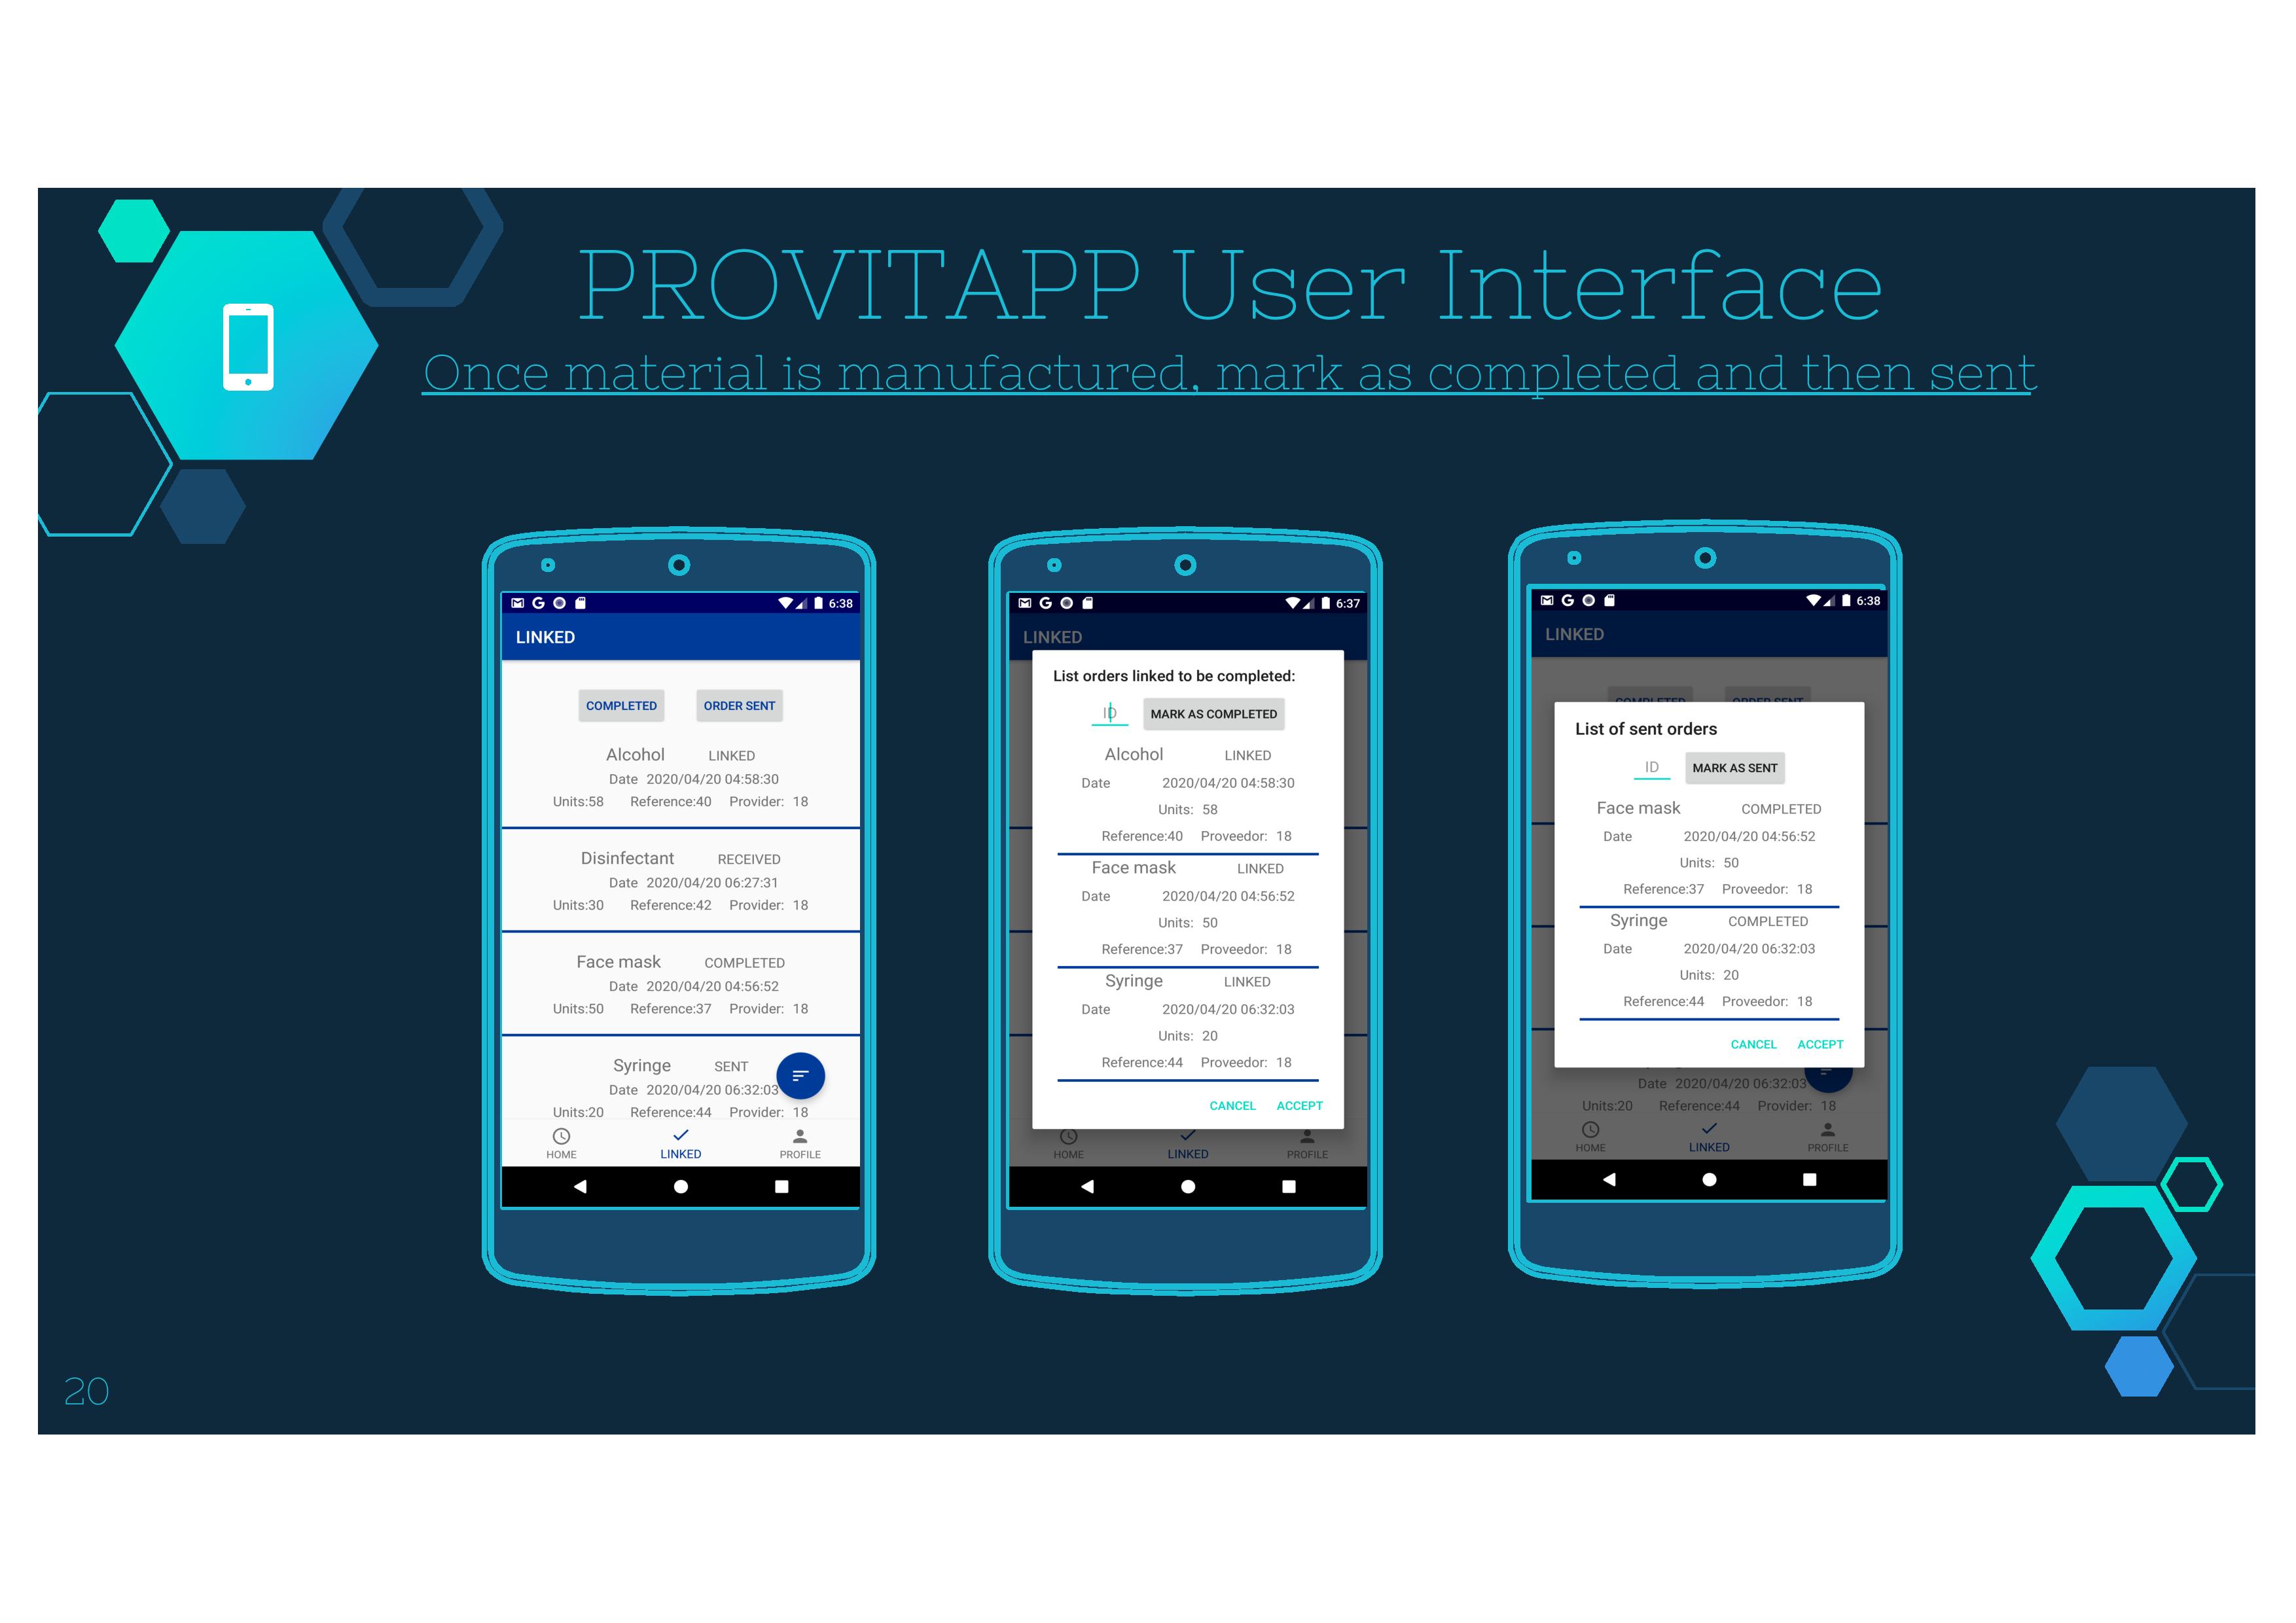 PROVITAPP User Interface
Once material is manufactured, mark as completed and then sent
6:38
LINKED
COMPLETED ORDER SENT
Alcohol LINKED
Date 2020/04/20 04:58:30
Units:58 Reference:40 Provider: 18
Disinfectant RECEIVED
Date 2020/04/20 06:27:31
Units:30 Reference:42 Provider: 18
Face mask COMPLETED
Date 2020/04/20 04:56:52
Units:50 Reference:37 Provider: 18
Syringe SENT
Date 2020/04/20 06:32:03
Units:20 Reference:44 Provider: 18
HOME LINKED PROFILE
6:37
LINKED
List orders linked to be completed:
ID MARK AS COMPLETED
Alcohol LINKED
Date 2020/04/20 04:58:30
Units: 58
Reference:40 Proveedor: 18
Face mask LINKED
Date 2020/04/20 04:56:52
Units: 50
Reference:37 Proveedor: 18
Syringe LINKED
Date 2020/04/20 06:32:03
Units: 20
Reference:44 Proveedor: 18
CANCEL ACCEPT
HOME LINKED PROFILE
6:38
LINKED
COMPLETED ORDER SENT
List of sent orders
ID MARK AS SENT
Face mask COMPLETED
Date 2020/04/20 04:56:52
Units: 50
Reference:37 Proveedor: 18
Syringe COMPLETED
Date 2020/04/20 06:32:03
Units: 20
Reference:44 Proveedor: 18
CANCEL ACCEPT
Date 2020/04/20 06:32:03
Units:20 Reference:44 Provider: 18
HOME LINKED PROFILE
20